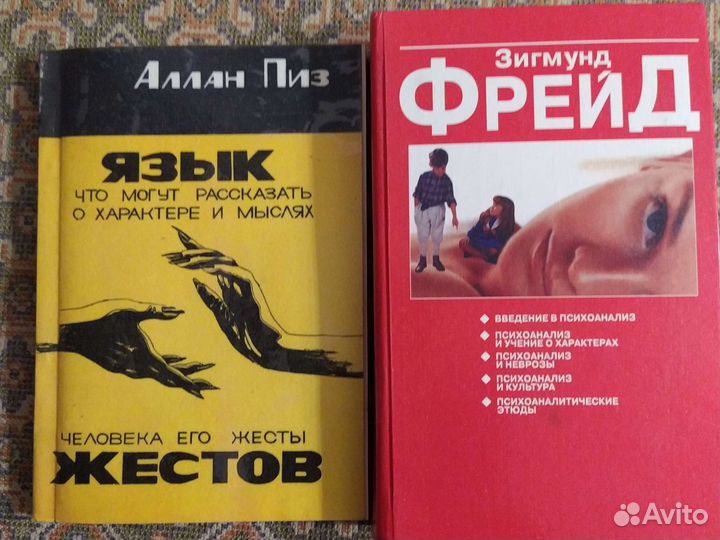 Аллан Пиз
ЯЗЫК
ЧТО МОГУТ РАССКАЗАТЬ
О ХАРАКТЕРЕ И МЫСЛЯХ
ЧЕЛОВЕКА ЕГО ЖЕСТЫ
ЖЕСТОВ
Зигмунд
ФРЕЙД
ВВЕДЕНИЕ В ПСИХОАНАЛИЗ
ПСИХОАНАЛИЗ
И УЧЕНИЕ О ХАРАКТЕРАХ
ПСИХОАНАЛИЗ
И НЕВРОЗЫ
ПСИХОАНАЛИЗ
И КУЛЬТУРА
ПСИХОАНАЛИТИЧЕСКИЕ
ЭТЮДЫ
Avito